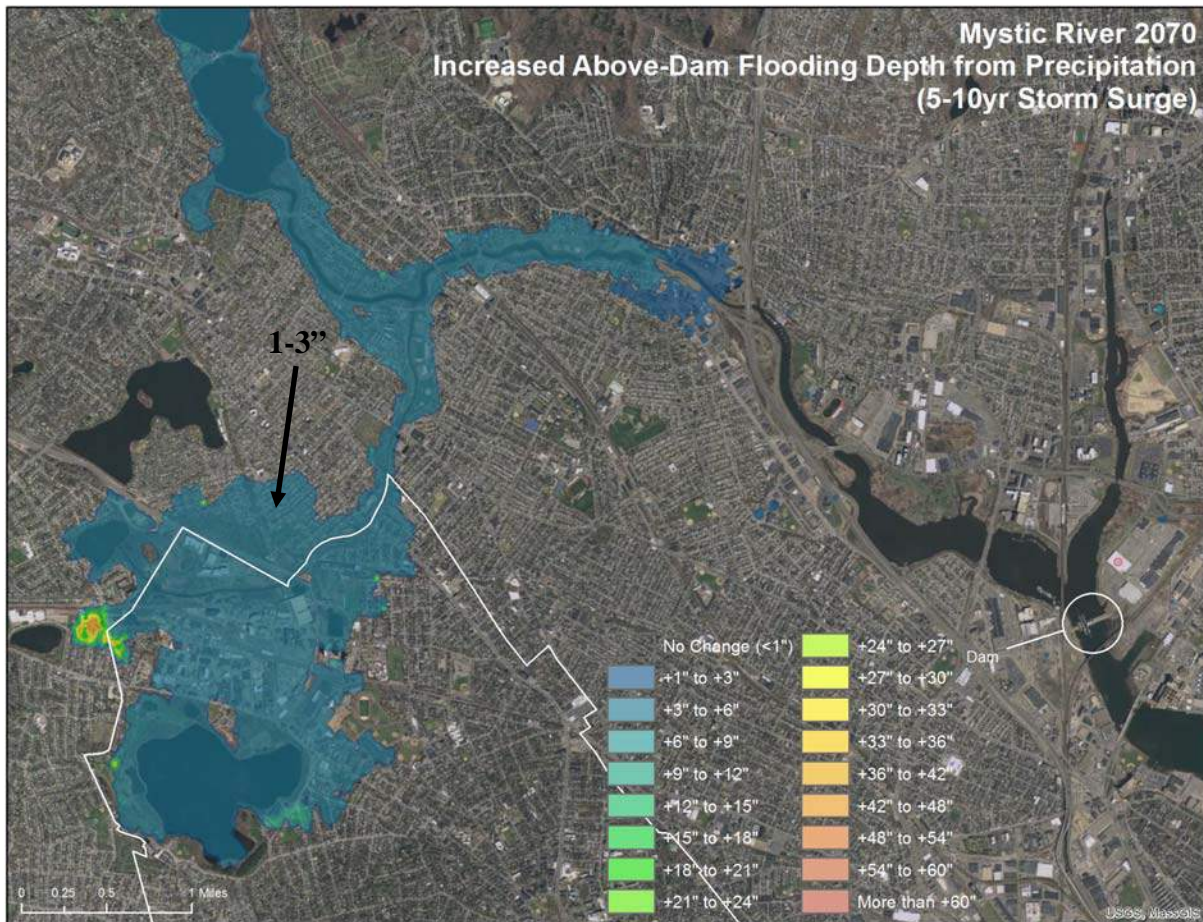 Mystic River 2070
Increased Above-Dam Flooding Depth from Precipitation
(5-10yr Storm Surge)
1-3”
Dam
No Change (<1")
+1" to +3"
+3" to +6"
+6" to +9"
+9" to +12"
+12" to +15"
+15" to +18"
+18" to +21"
+21" to +24"
+24" to +27"
+27" to +30"
+30" to +33"
+33" to +36"
+36" to +42"
+42" to +48"
+48" to +54"
+54" to +60"
More than +60"
0 0.25 0.5 1 Miles
USGS, MassGIS